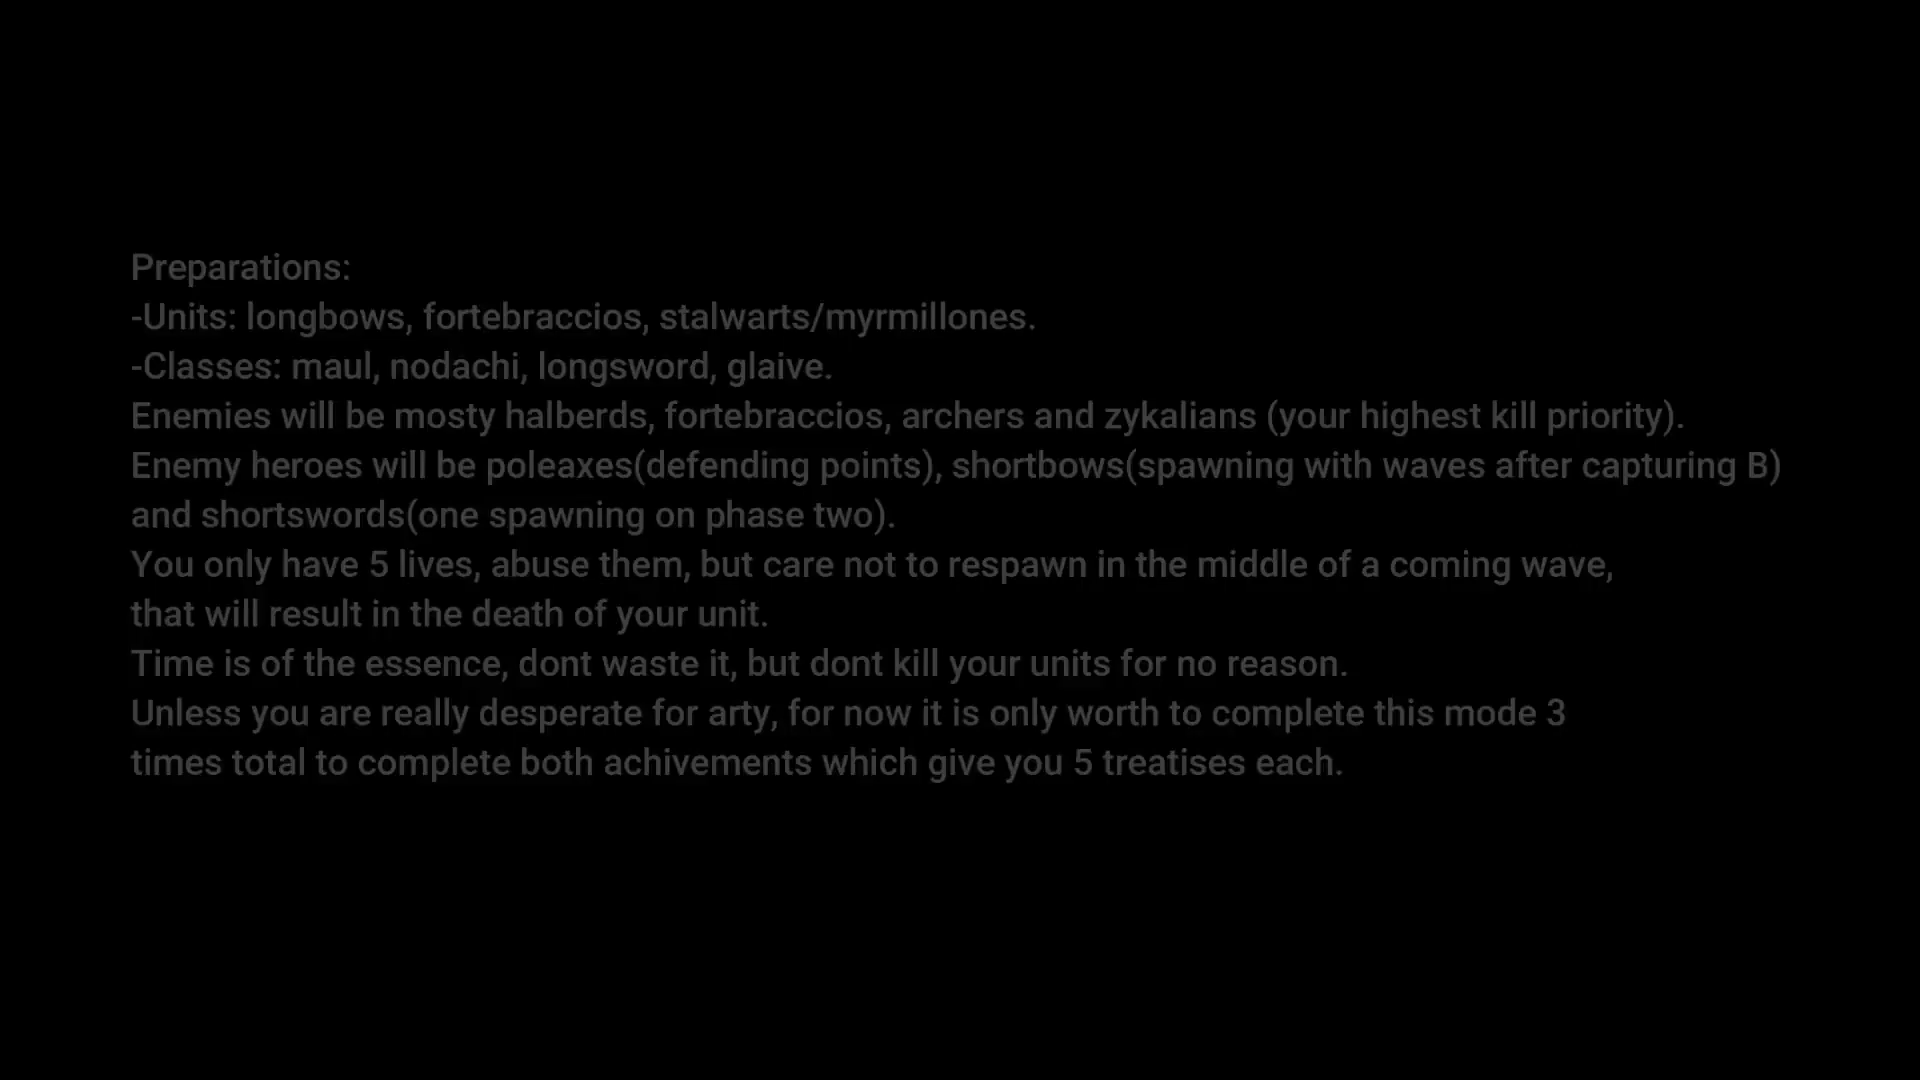 Preparations:
-Units: longbows, fortebraccios, stalwarts/myrmillones.
-Classes: maul, nodachi, longsword, glaive.
Enemies will be mosty halberds, fortebraccios, archers and zykalians (your highest kill priority).
Enemy heroes will be poleaxes(defending points), shortbows(spawning with waves after capturing B)
and shortswords(one spawning on phase two).
You only have 5 lives, abuse them, but care not to respawn in the middle of a coming wave,
that will result in the death of your unit.
Time is of the essence, dont waste it, but dont kill your units for no reason.
Unless you are really desperate for arty, for now it is only worth to complete this mode 3
times total to complete both achivements which give you 5 treatises each.